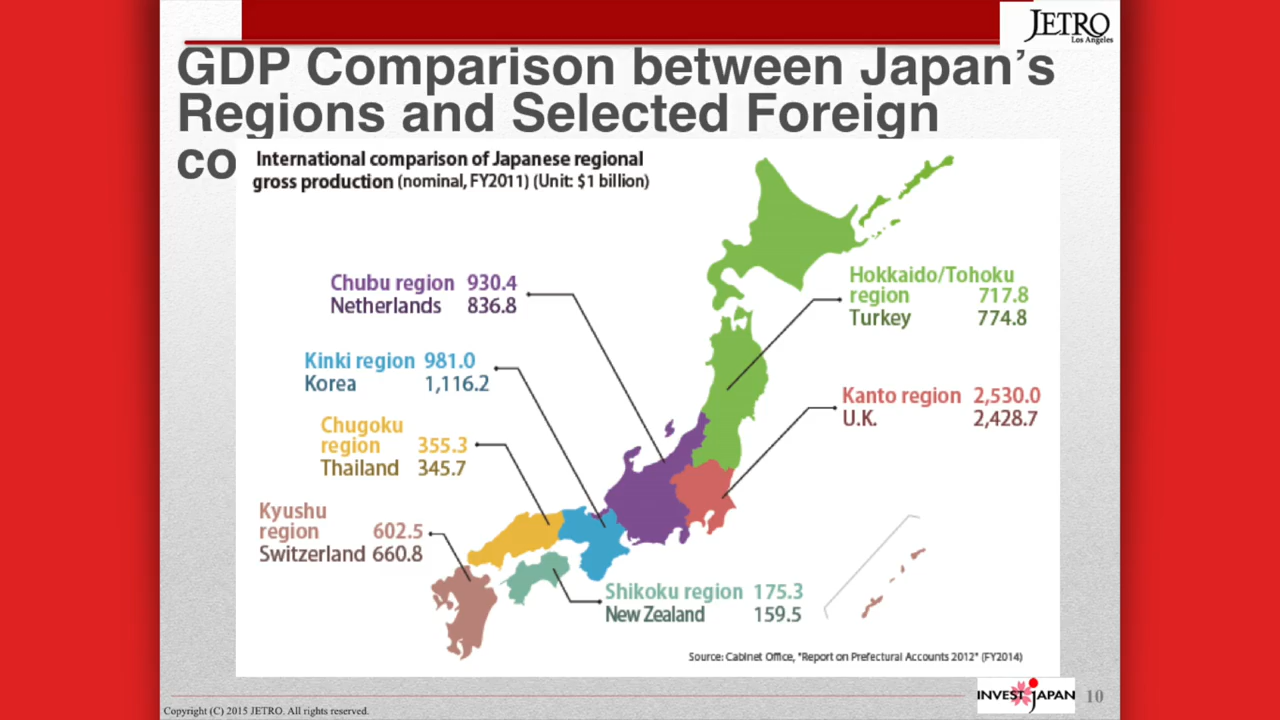 JETRO
Los Angeles
GDP Comparison between Japan's
Regions and Selected Foreign
co
International comparison of Japanese regional
gross production (nominal, FY2011) (Unit: $1 billion)
Hokkaido/Tohoku
region 717.8
Turkey 774.8
Chubu region 930.4
Netherlands 836.8
Kinki region 981.0
Korea 1,116.2
Kanto region 2,530.0
U.K. 2,428.7
Chugoku
region 355.3
Thailand 345.7
Kyushu
region 602.5
Switzerland 660.8
Shikoku region 175.3
New Zealand 159.5
Source: Cabinet Office, "Report on Prefectural Accounts 2012" (FY2014)
INVEST JAPAN
10
Copyright (C) 2015 JETRO. All rights reserved.